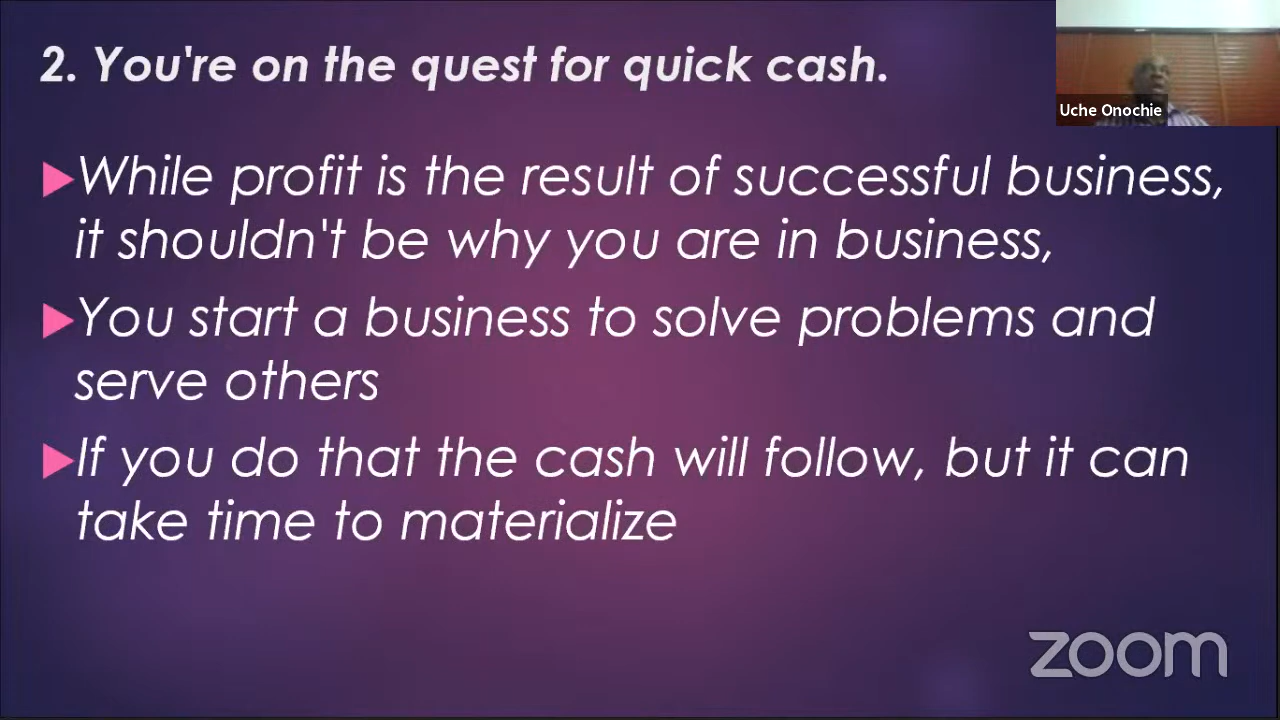 2. You're on the quest for quick cash.
Uche Onochie
While profit is the result of successful business,
it shouldn't be why you are in business,
You start a business to solve problems and
serve others
If you do that the cash will follow, but it can
take time to materialize
zoom